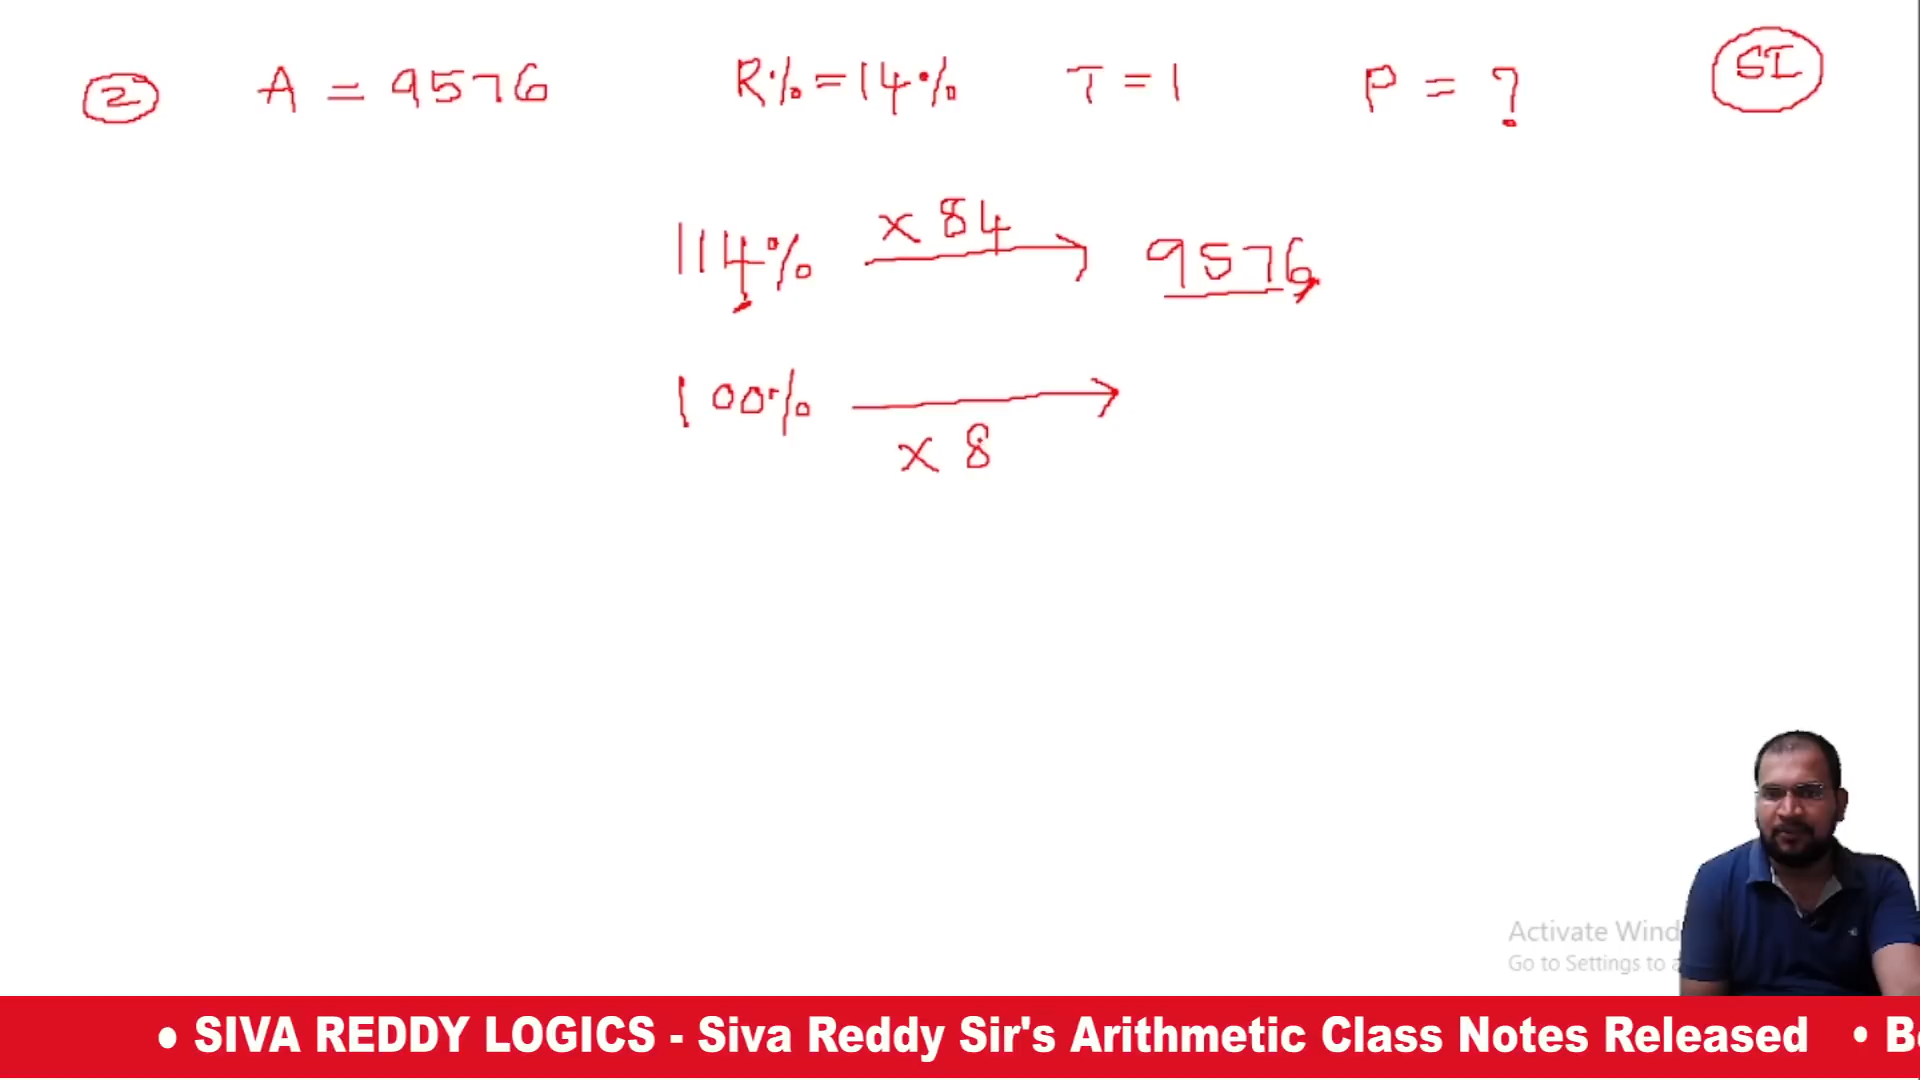 2 A = 9576 R% = 14% T = 1 P = ? SI
114% x 84 → 9576
100% x 8 →
Activate Wind
Go to Settings to a
• SIVA REDDY LOGICS - Siva Reddy Sir's Arithmetic Class Notes Released • B